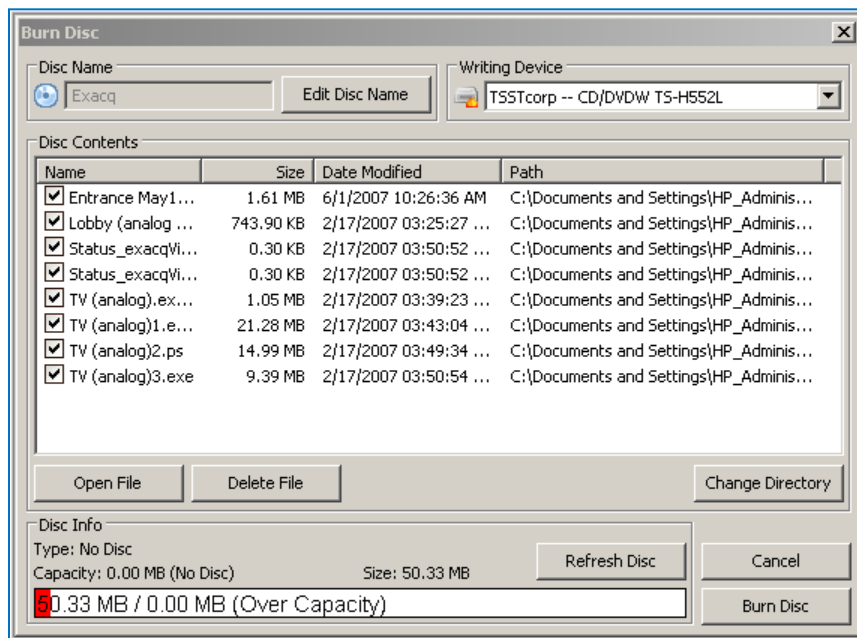 Burn Disc
Disc Name
Writing Device
Exacq
Edit Disc Name
TSSTcorp -- CD/DVDW TS-H552L
Disc Contents
Name Size Date Modified Path
Entrance May1... 1.61 MB 6/1/2007 10:26:36 AM C:\Documents and Settings\HP_Adminis...
Lobby (analog ... 743.90 KB 2/17/2007 03:25:27 ... C:\Documents and Settings\HP_Adminis...
Status_exacqVi... 0.30 KB 2/17/2007 03:50:52 ... C:\Documents and Settings\HP_Adminis...
Status_exacqVi... 0.30 KB 2/17/2007 03:50:52 ... C:\Documents and Settings\HP_Adminis...
TV (analog).ex... 1.05 MB 2/17/2007 03:39:23 ... C:\Documents and Settings\HP_Adminis...
TV (analog)1.e... 21.28 MB 2/17/2007 03:43:04 ... C:\Documents and Settings\HP_Adminis...
TV (analog)2.ps 14.99 MB 2/17/2007 03:49:34 ... C:\Documents and Settings\HP_Adminis...
TV (analog)3.exe 9.39 MB 2/17/2007 03:50:54 ... C:\Documents and Settings\HP_Adminis...
Open File Delete File Change Directory
Disc Info
Type: No Disc
Capacity: 0.00 MB (No Disc) Size: 50.33 MB
Refresh Disc Cancel
50.33 MB / 0.00 MB (Over Capacity)
Burn Disc